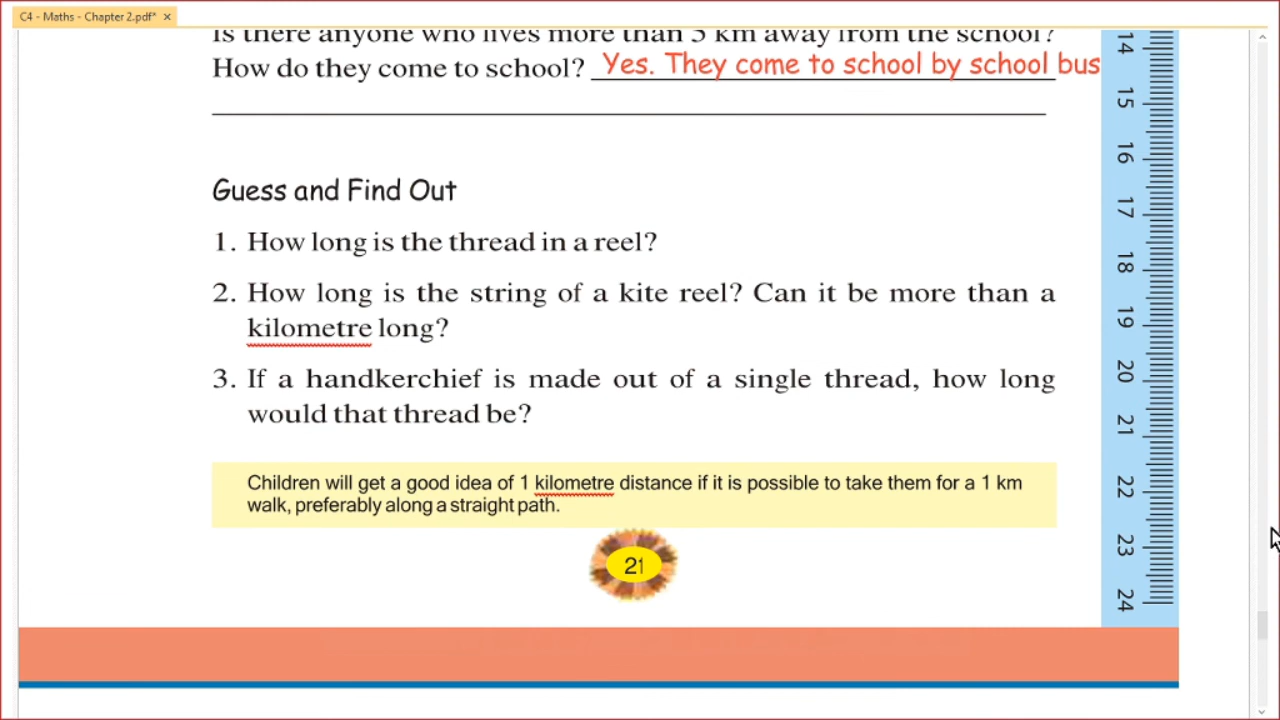 C4 - Maths - Chapter 2.pdf* ×
Is there anyone who lives more than 5 km away from the school?
How do they come to school? Yes. They come to school by school bus
Guess and Find Out
1. How long is the thread in a reel?
2. How long is the string of a kite reel? Can it be more than a
kilometre long?
3. If a handkerchief is made out of a single thread, how long
would that thread be?
Children will get a good idea of 1 kilometre distance if it is possible to take them for a 1 km
walk, preferably along a straight path.
21
14
15
16
17
18
19
20
21
22
23
24